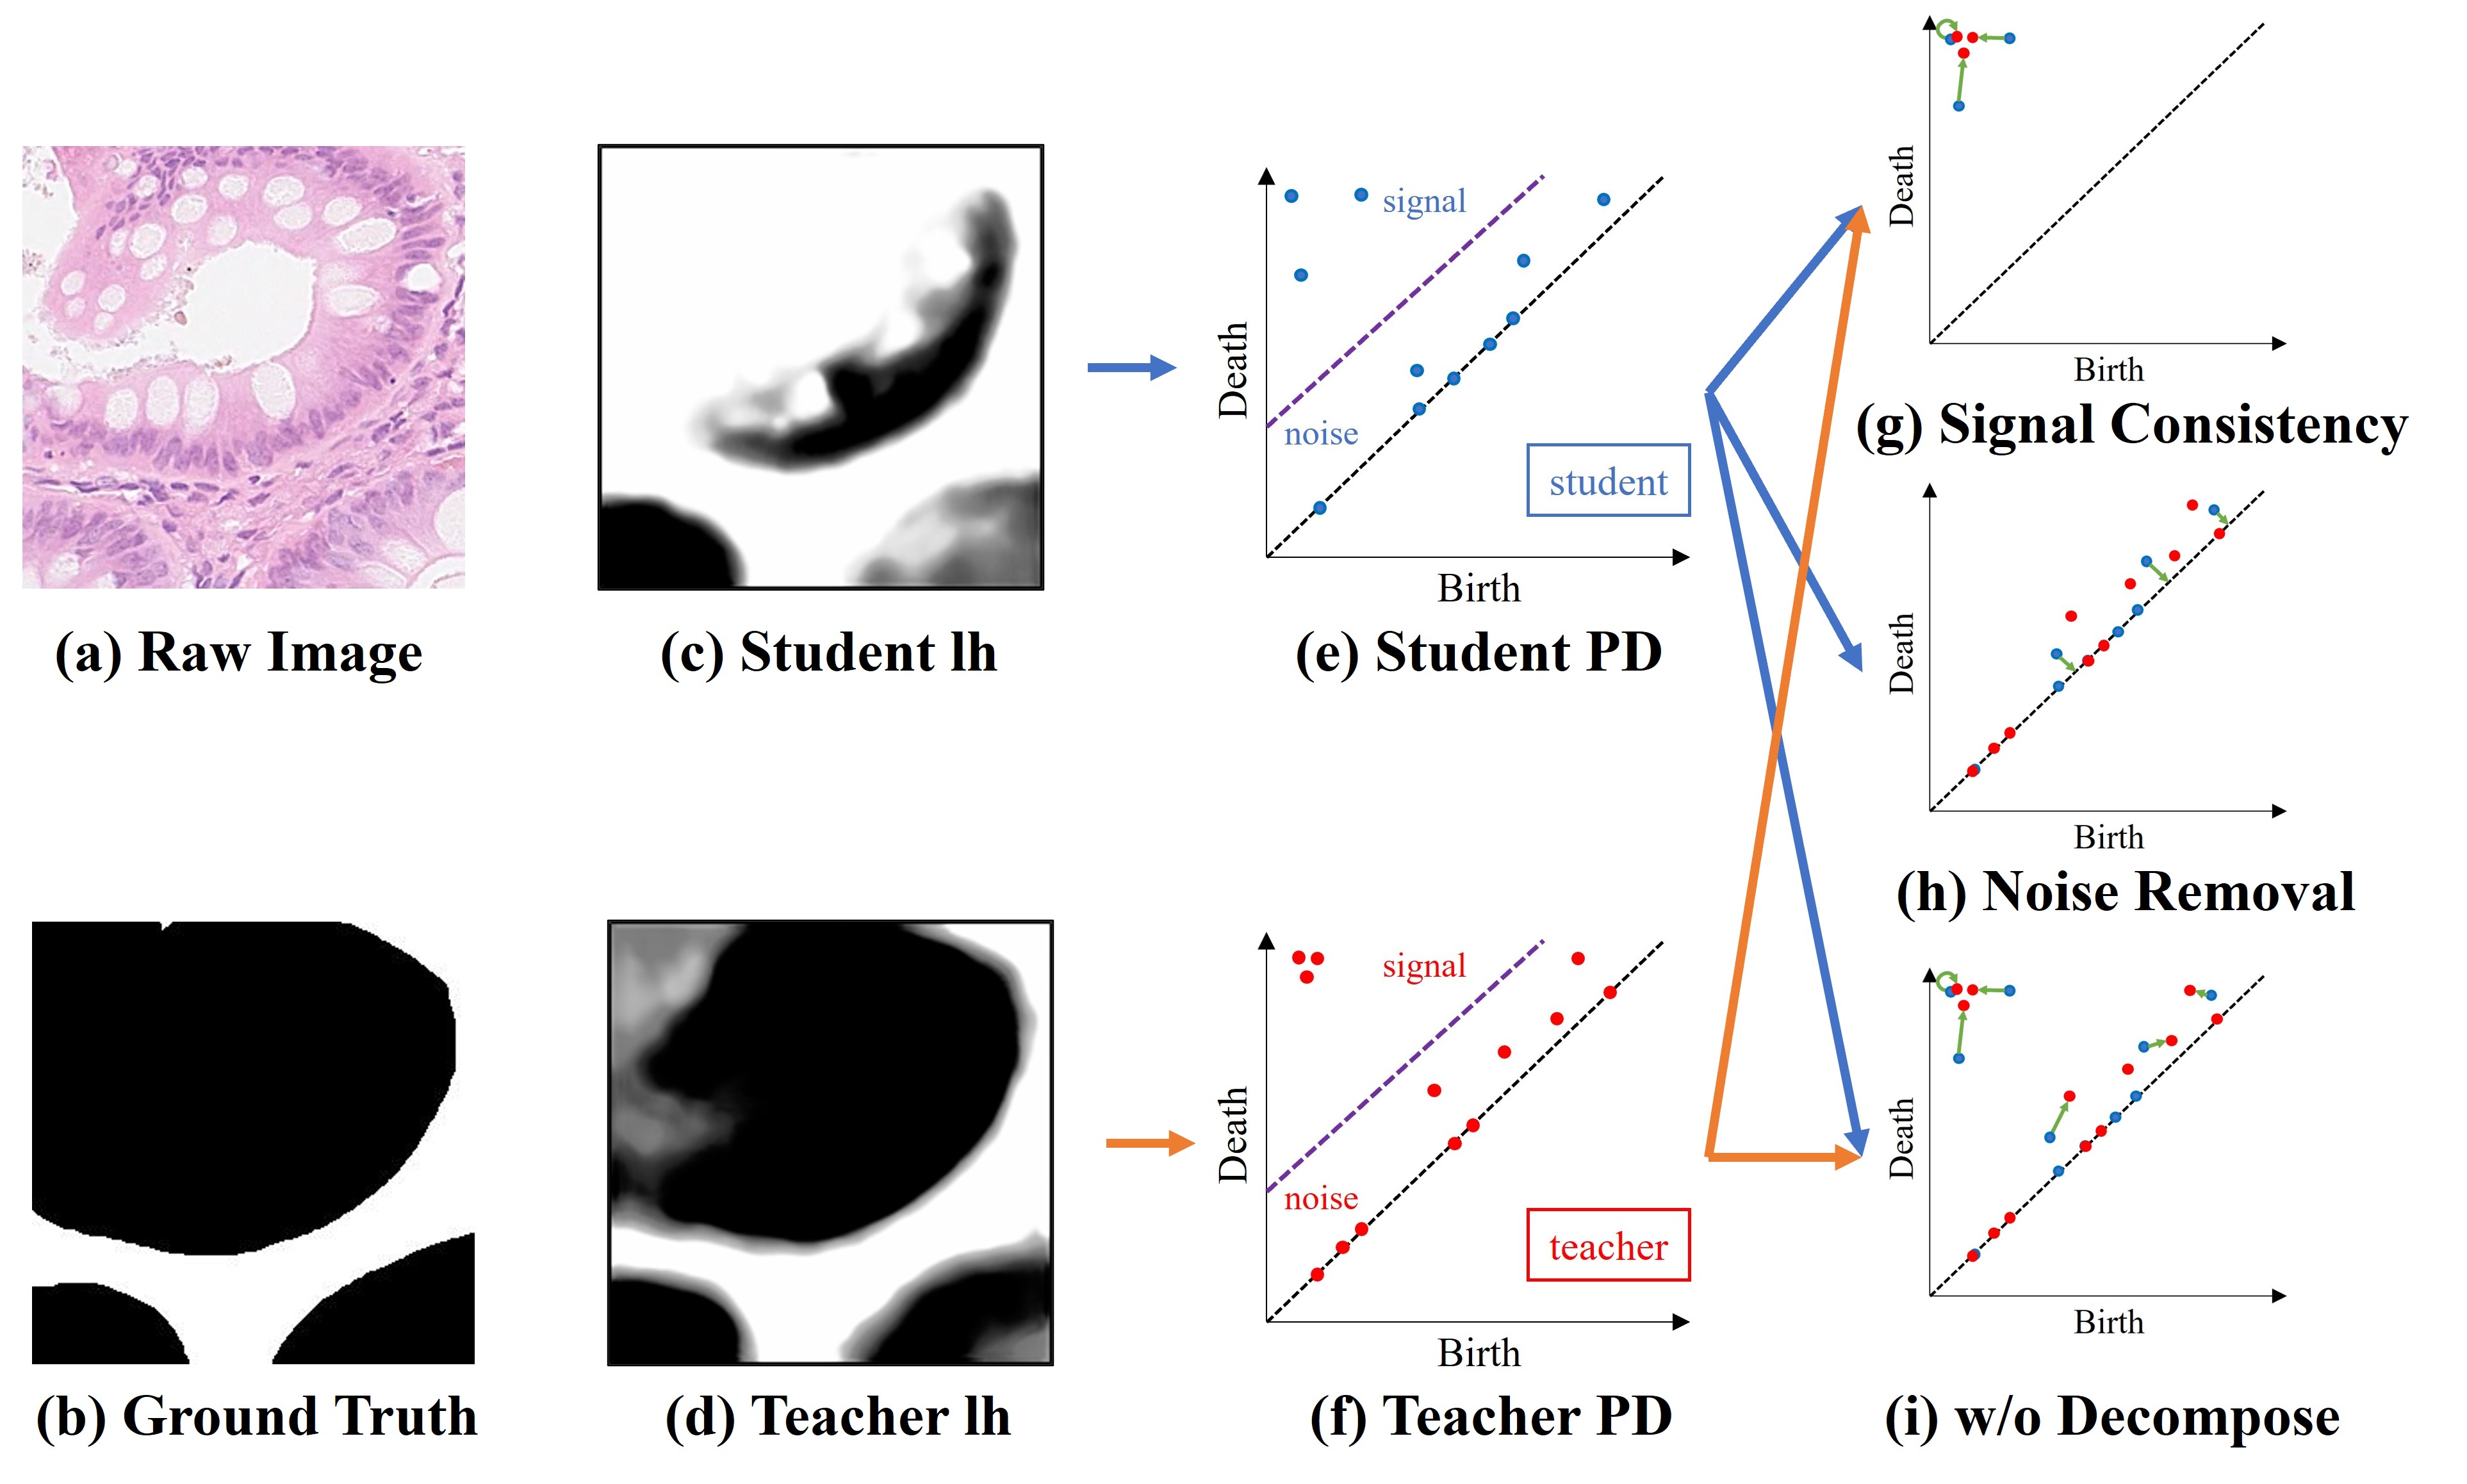 (a) Raw Image
(b) Ground Truth
(c) Student lh
(d) Teacher lh
signal
noise
Death
Birth
student
(e) Student PD
signal
noise
Death
Birth
teacher
(f) Teacher PD
Death
Birth
(g) Signal Consistency
Death
Birth
(h) Noise Removal
Death
Birth
(i) w/o Decompose